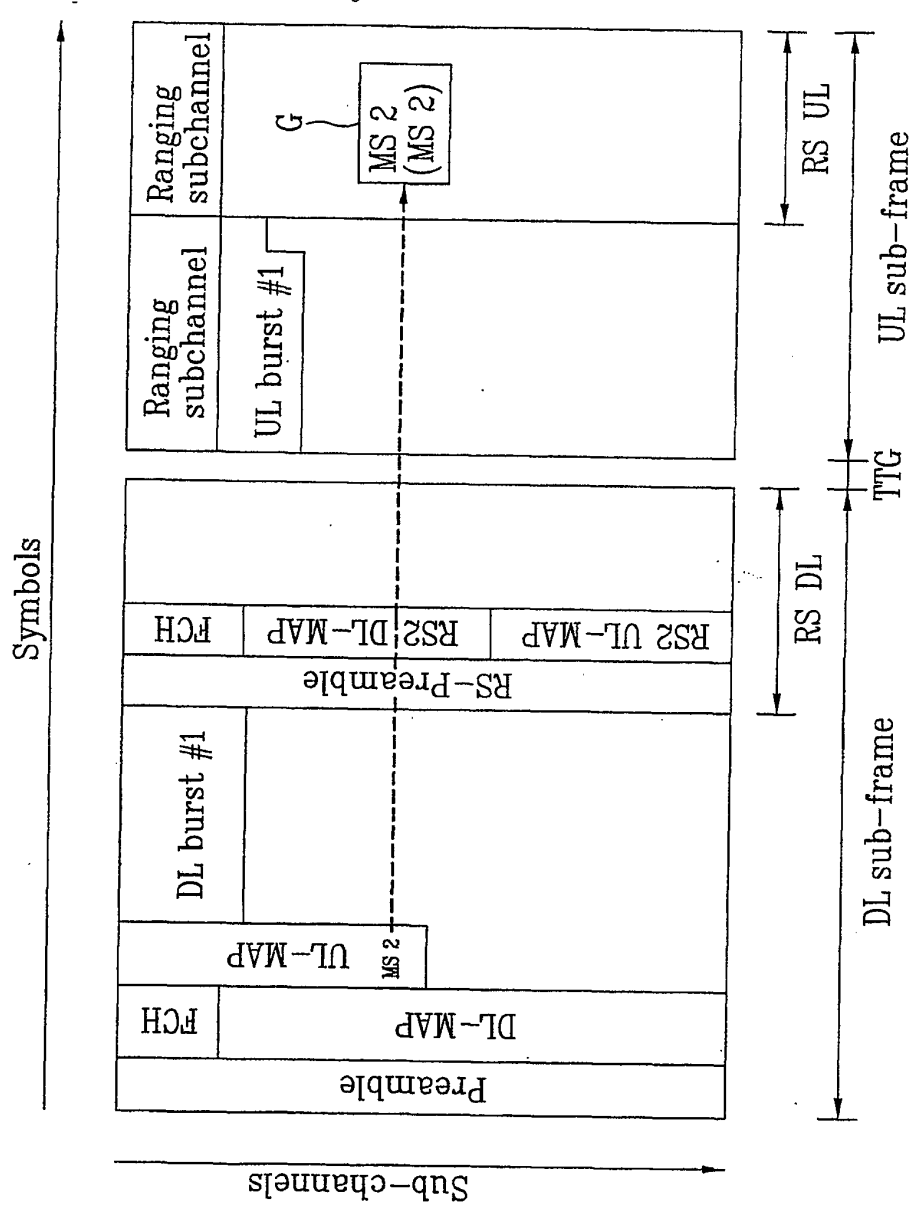 Symbols
Sub-channels
Preamble
FCH
DL-MAP
UL-MAP
MS 2
DL burst #1
RS-Preamble
FCH
RS2 DL-MAP
RS2 UL-MAP
Ranging
subchannel
UL burst #1
Ranging
subchannel
G
MS 2
(MS 2)
RS DL
RS UL
DL sub-frame
TTG
UL sub-frame